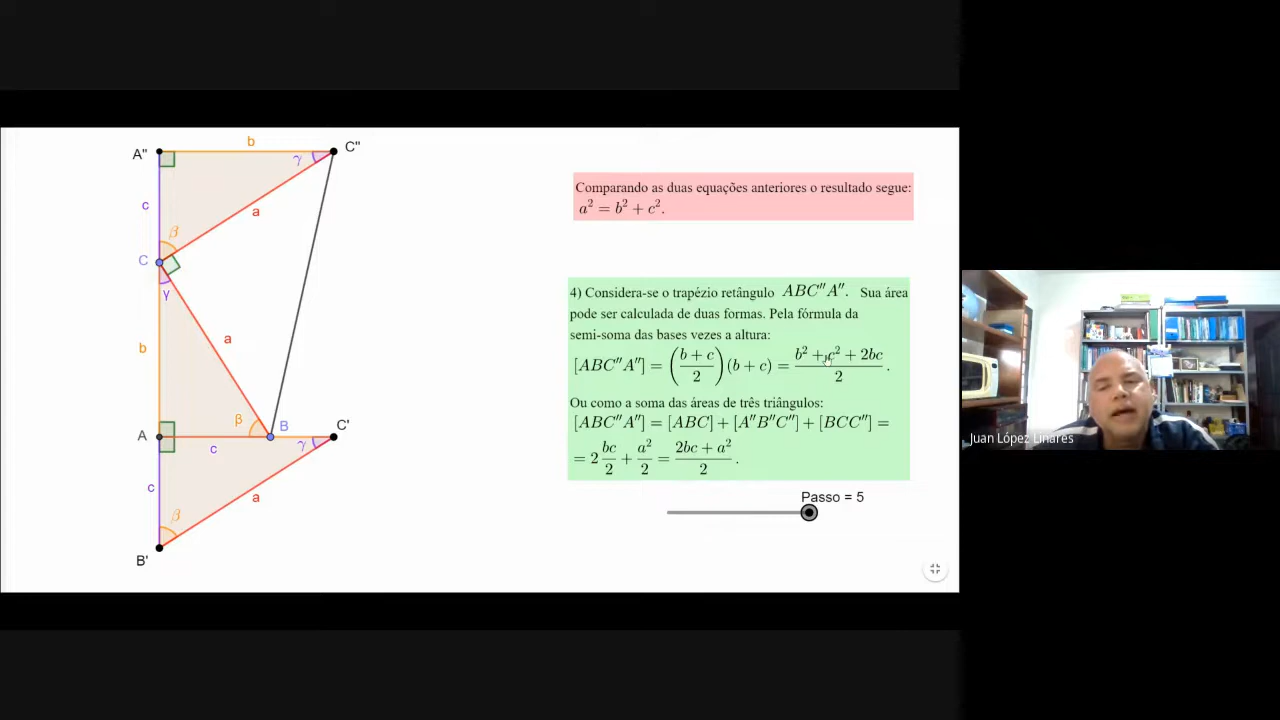 A"
b
C"
γ
c
a
β
C
γ
a
b
β
B
C'
A
c
γ
c
a
β
B'
Comparando as duas equações anteriores o resultado segue:
a² = b² + c².
4) Considera-se o trapézio retângulo ABC''A''. Sua área
pode ser calculada de duas formas. Pela fórmula da
semi-soma das bases vezes a altura:
[ABC''A''] = ((b + c)/2)(b + c) = (b² + c² + 2bc)/2 .
Ou como a soma das áreas de três triângulos:
[ABC''A''] = [ABC] + [A''B''C''] + [BCC''] =
= 2 bc/2 + a²/2 = (2bc + a²)/2 .
Passo = 5
Juan López Linares